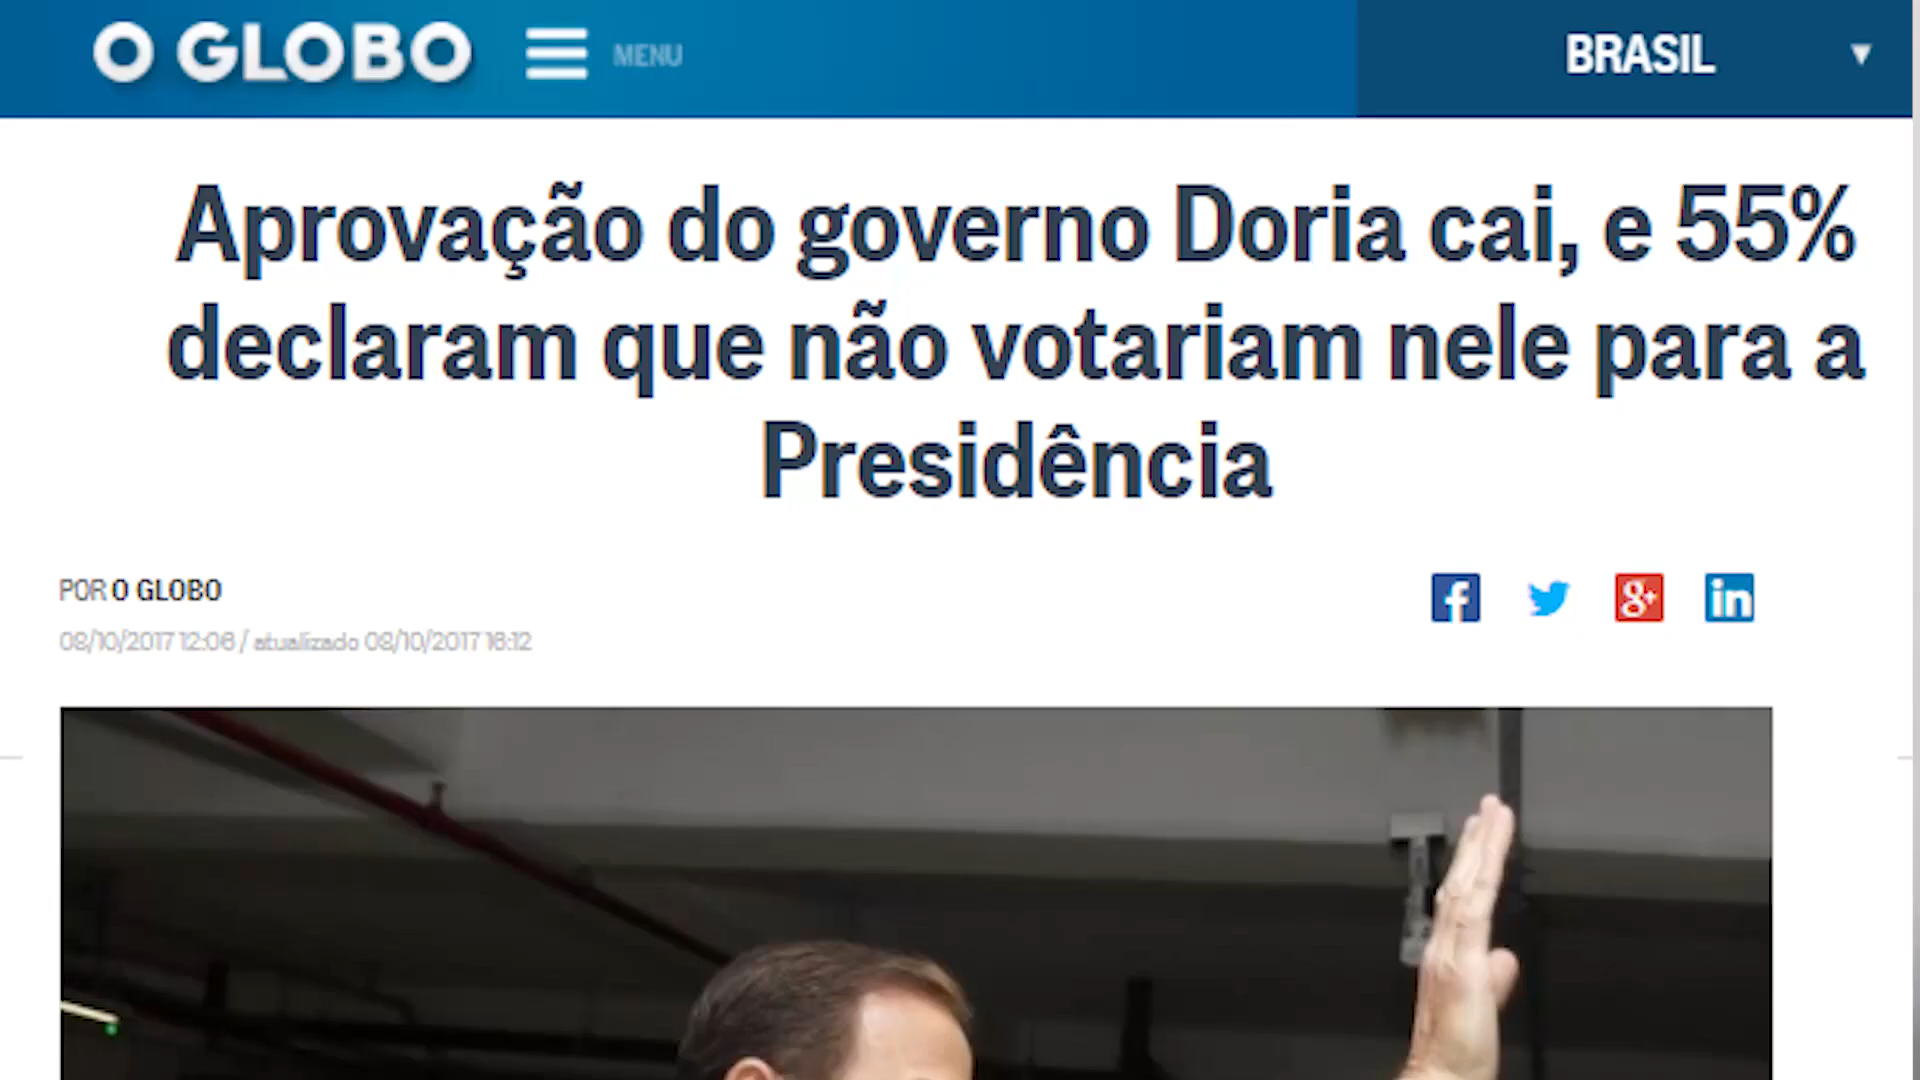 O GLOBO MENU BRASIL
Aprovação do governo Doria cai, e 55%
declaram que não votariam nele para a
Presidência
POR O GLOBO
08/10/2017 12:06 / atualizado 08/10/2017 16:12